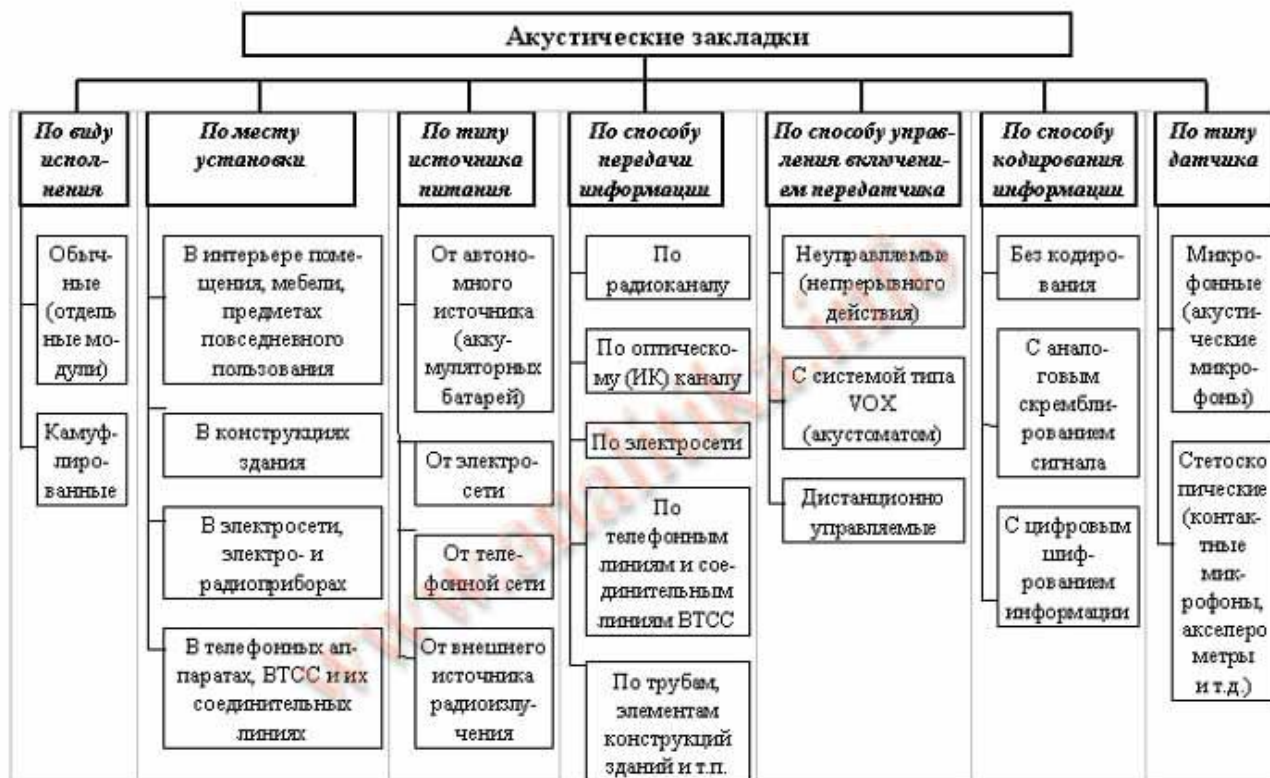 Акустические закладки
По виду
испол-
нения
Обыч-
ные
(отдель
ные мо-
дули)
Камуф-
лиро-
ванные
По месту
установки
В интерьере поме-
щения, мебели,
предметах
повседневного
пользования
В конструкциях
здания
В электросети,
электро- и
радиоприборах
В телефонных ап-
паратах, ВТСС и их
соединительных
линиях
По типу
источника
питания
От автоно-
много
источника
(акку-
муляторных
батарей)
От электро-
сети
От теле-
фонной сети
От внешнего
источника
радиоизлу-
чения
По способу
передачи
информации
По
радиоканалу
По оптическо-
му (ИК) каналу
По электросети
По
телефонным
линиям и сое-
динительным
линиям ВТСС
По трубам,
элементам
конструкций
зданий и т.п.
По способу управ-
ления включени-
ем передатчика
Неуправляемые
(непрерывного
действия)
С системой типа
VOX
(акустоматом)
Дистанционно
управляемые
По способу
кодирования
информации
Без кодиро-
вания
С анало-
говым
скрембли-
рованием
сигнала
С цифровым
шиф-
рованием
информации
По типу
датчика
Микро-
фонные
(акусти-
ческие
микро-
фоны)
Стетоско
пические
(контак-
тные
мик-
рофоны,
акселеро
метры
и т.д.)
www.analitika.info